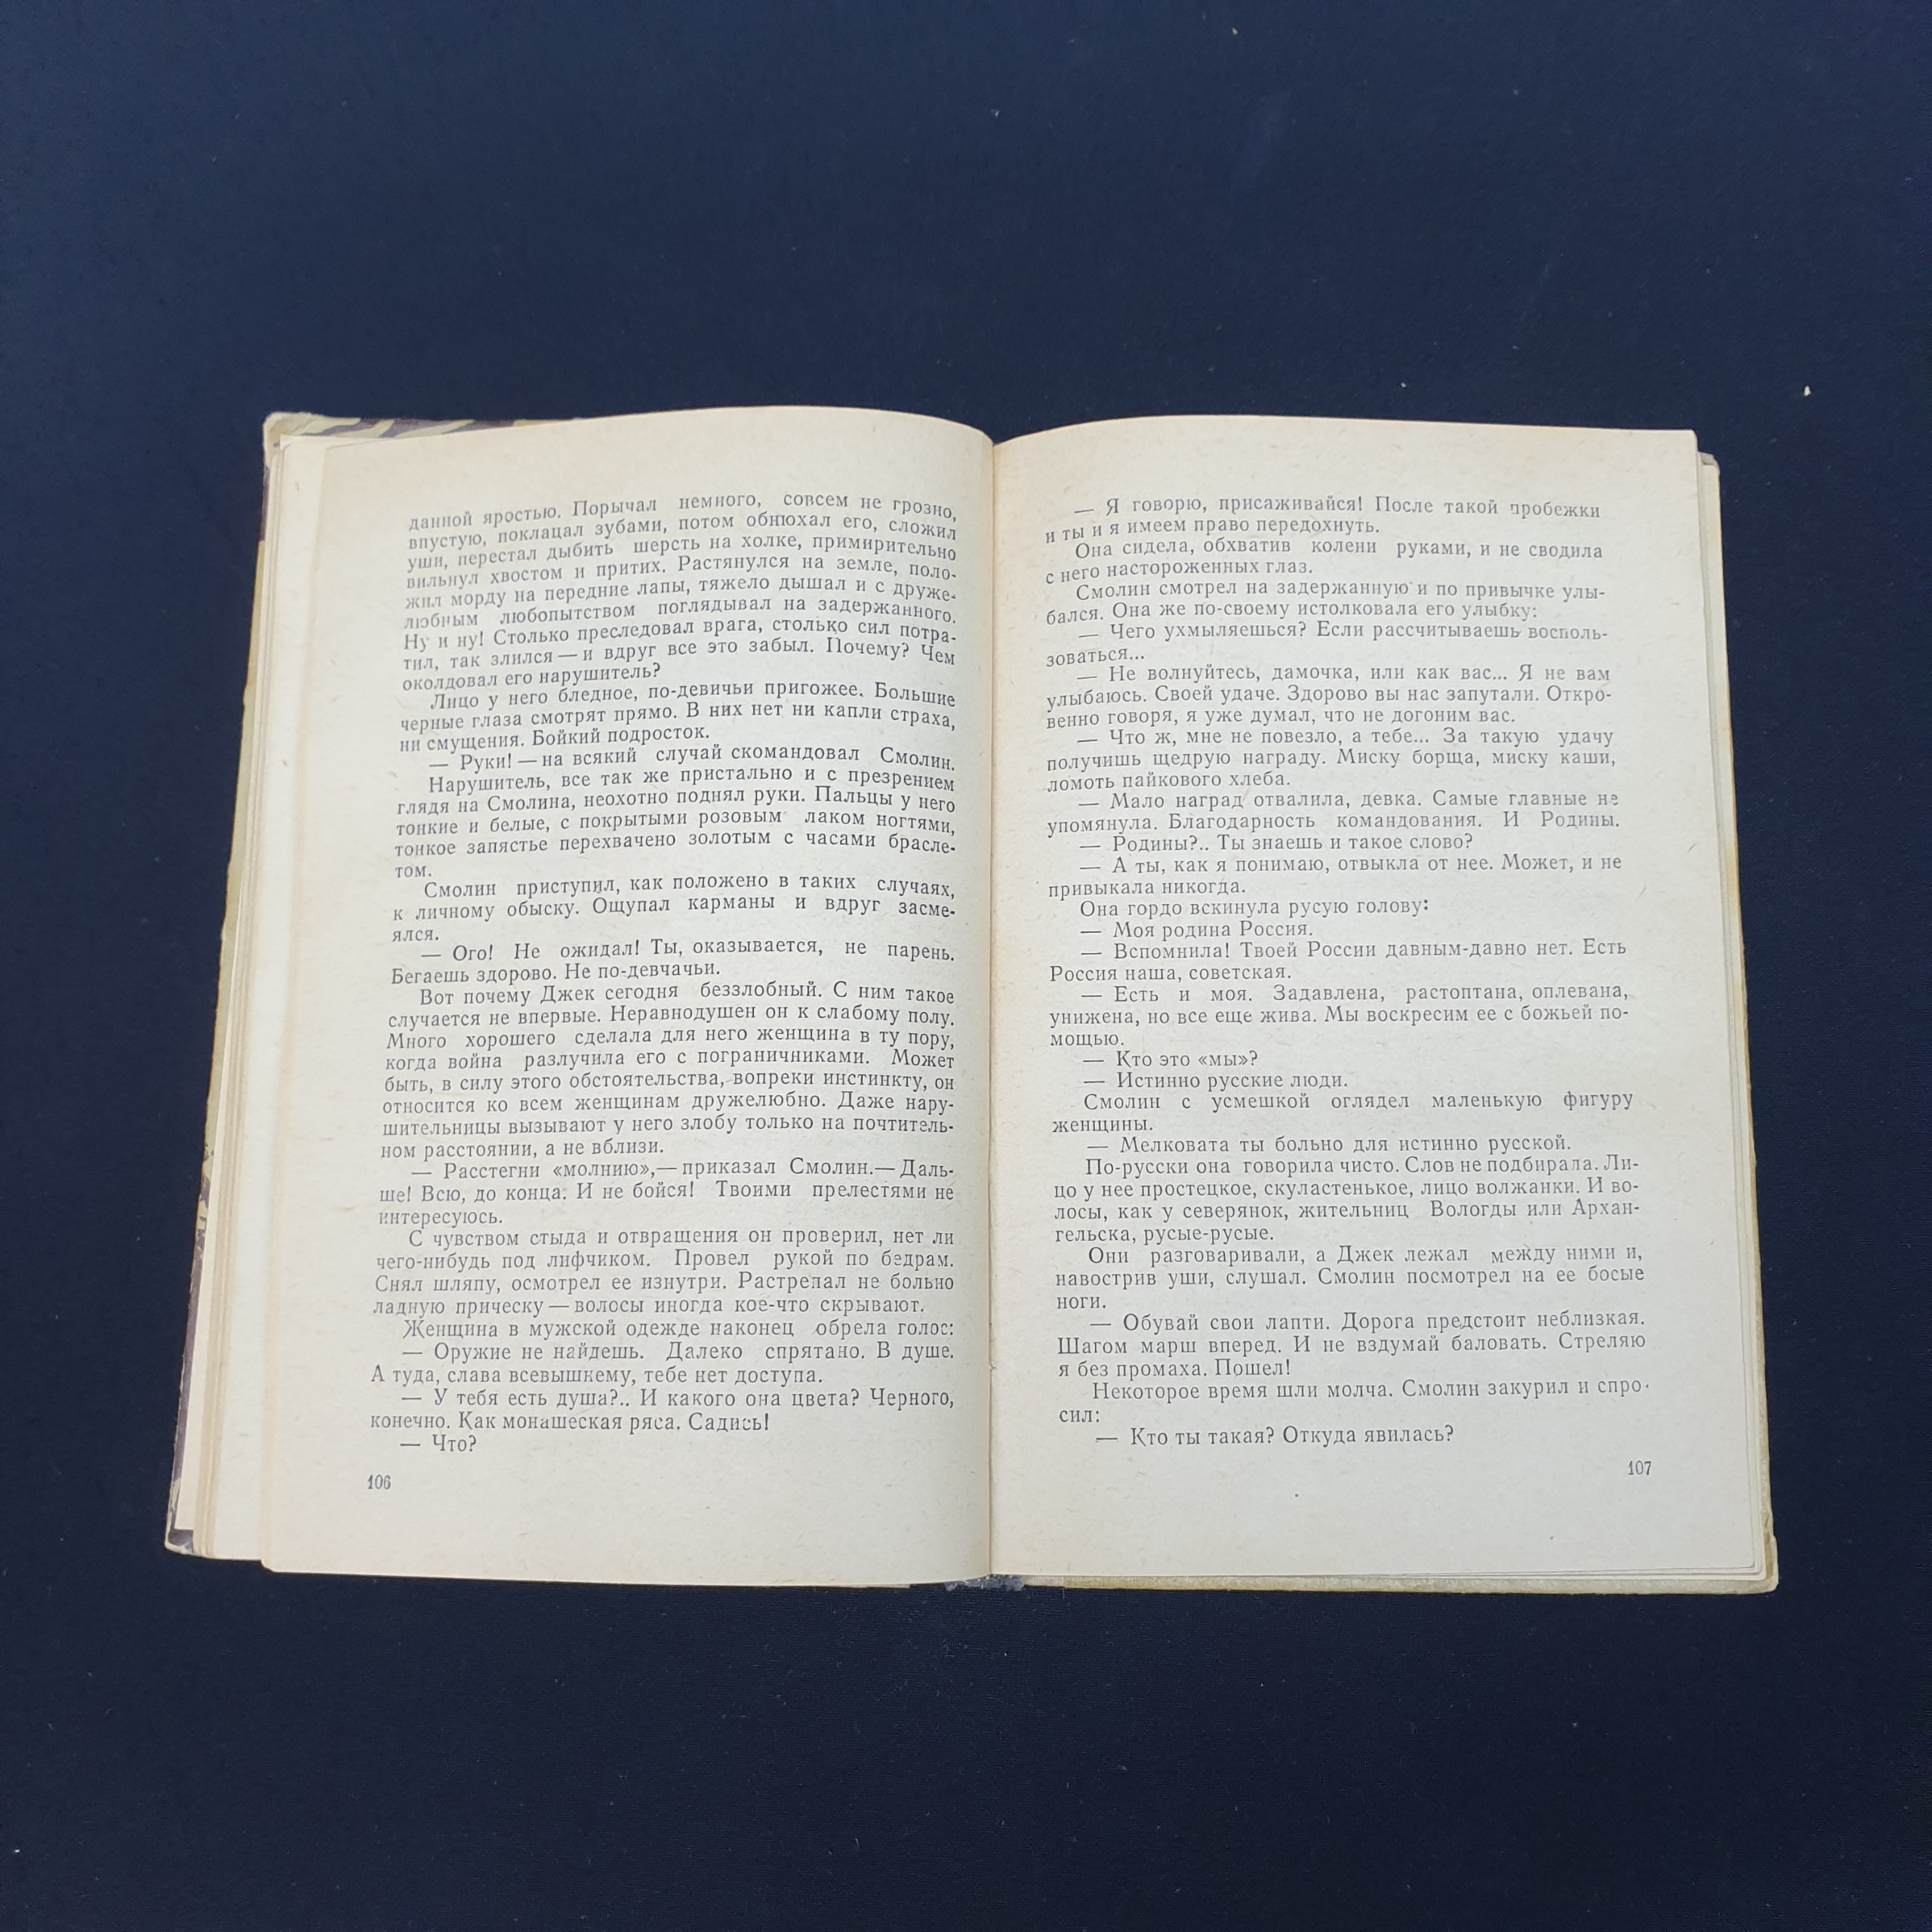 данной яростью. Порычал немного, совсем не грозно,
впустую, поклацал зубами, потом обнюхал его, сложил
уши, перестал дыбить шерсть на холке, примирительно
вильнул хвостом и притих. Растянулся на земле, поло-
жил морду на передние лапы, тяжело дышал и с друже-
любным любопытством поглядывал на задержанного.
Ну и ну! Столько преследовал врага, столько сил потра-
тил, так злился — и вдруг все это забыл. Почему? Чем
околдовал его нарушитель?
Лицо у него бледное, по-девичьи пригожее. Большие
черные глаза смотрят прямо. В них нет ни капли страха,
ни смущения. Бойкий подросток.
— Руки! — на всякий случай скомандовал Смолин.
Нарушитель, все так же пристально и с презрением
глядя на Смолина, неохотно поднял руки. Пальцы у него
тонкие и белые, с покрытыми розовым лаком ногтями,
тонкое запястье перехвачено золотым с часами брасле-
том.
Смолин приступил, как положено в таких случаях,
к личному обыску. Ощупал карманы и вдруг засме-
ялся.
— Ого! Не ожидал! Ты, оказывается, не парень.
Бегаешь здорово. Не по-девчачьи.
Вот почему Джек сегодня беззлобный. С ним такое
случается не впервые. Неравнодушен он к слабому полу.
Много хорошего сделала для него женщина в ту пору,
когда война разлучила его с пограничниками. Может
быть, в силу этого обстоятельства, вопреки инстинкту, он
относится ко всем женщинам дружелюбно. Даже нару-
шительницы вызывают у него злобу только на почтитель-
ном расстоянии, а не вблизи.
— Расстегни «молнию»,— приказал Смолин.— Даль-
ше! Всю, до конца. И не бойся! Твоими прелестями не
интересуюсь.
С чувством стыда и отвращения он проверил, нет ли
чего-нибудь под лифчиком. Провел рукой по бедрам.
Снял шляпу, осмотрел ее изнутри. Растрепал не больно
ладную прическу — волосы иногда кое-что скрывают.
Женщина в мужской одежде наконец обрела голос:
— Оружие не найдешь. Далеко спрятано. В душе.
А туда, слава всевышнему, тебе нет доступа.
— У тебя есть душа?.. И какого она цвета? Черного,
конечно. Как монашеская ряса. Садись!
— Что?
106
— Я говорю, присаживайся! После такой пробежки
и ты и я имеем право передохнуть.
Она сидела, обхватив колени руками, и не сводила
с него настороженных глаз.
Смолин смотрел на задержанную и по привычке улы-
бался. Она же по-своему истолковала его улыбку:
— Чего ухмыляешься? Если рассчитываешь восполь-
зоваться...
— Не волнуйтесь, дамочка, или как вас... Я не вам
улыбаюсь. Своей удаче. Здорово вы нас запутали. Откро-
венно говоря, я уже думал, что не догоним вас.
— Что ж, мне не повезло, а тебе... За такую удачу
получишь щедрую награду. Миску борща, миску каши,
ломоть пайкового хлеба.
— Мало наград отвалила, девка. Самые главные не
упомянула. Благодарность командования. И Родины.
— Родины?.. Ты знаешь и такое слово?
— А ты, как я понимаю, отвыкла от нее. Может, и не
привыкала никогда.
Она гордо вскинула русую голову:
— Моя родина Россия.
— Вспомнила! Твоей России давным-давно нет. Есть
Россия наша, советская.
— Есть и моя. Задавлена, растоптана, оплевана,
унижена, но все еще жива. Мы воскресим ее с божьей по-
мощью.
— Кто это «мы»?
— Истинно русские люди.
Смолин с усмешкой оглядел маленькую фигуру
женщины.
— Мелковата ты больно для истинно русской.
По-русски она говорила чисто. Слов не подбирала. Ли-
цо у нее простецкое, скуластенькое, лицо волжанки. И во-
лосы, как у северянок, жительниц Вологды или Архан-
гельска, русые-русые.
Они разговаривали, а Джек лежал между ними и,
навострив уши, слушал. Смолин посмотрел на ее босые
ноги.
— Обувай свои лапти. Дорога предстоит неблизкая.
Шагом марш вперед. И не вздумай баловать. Стреляю
я без промаха. Пошел!
Некоторое время шли молча. Смолин закурил и спро-
сил:
— Кто ты такая? Откуда явилась?
107